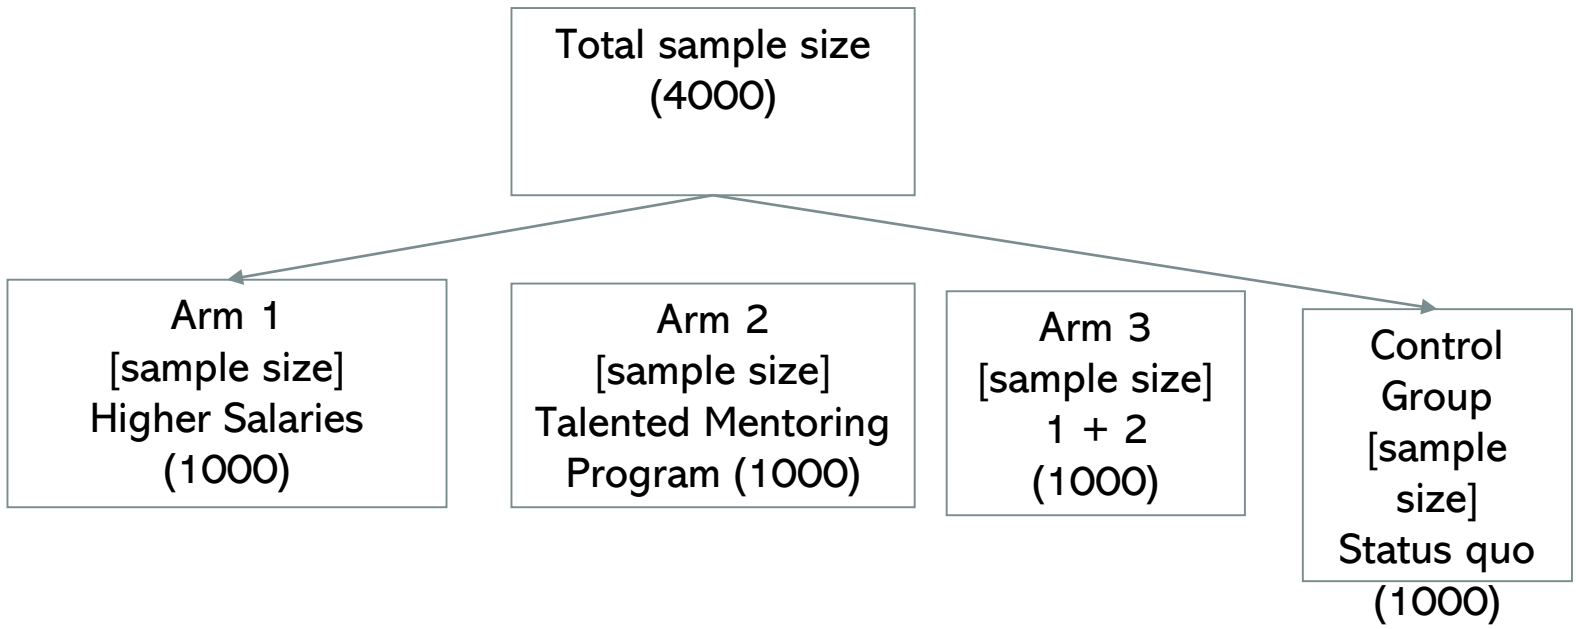 Total sample size
(4000)
Arm 1
[sample size]
Higher Salaries
(1000)
Arm 2
[sample size]
Talented Mentoring
Program (1000)
Arm 3
[sample size]
1 + 2
(1000)
Control
Group
[sample
size]
Status quo
(1000)